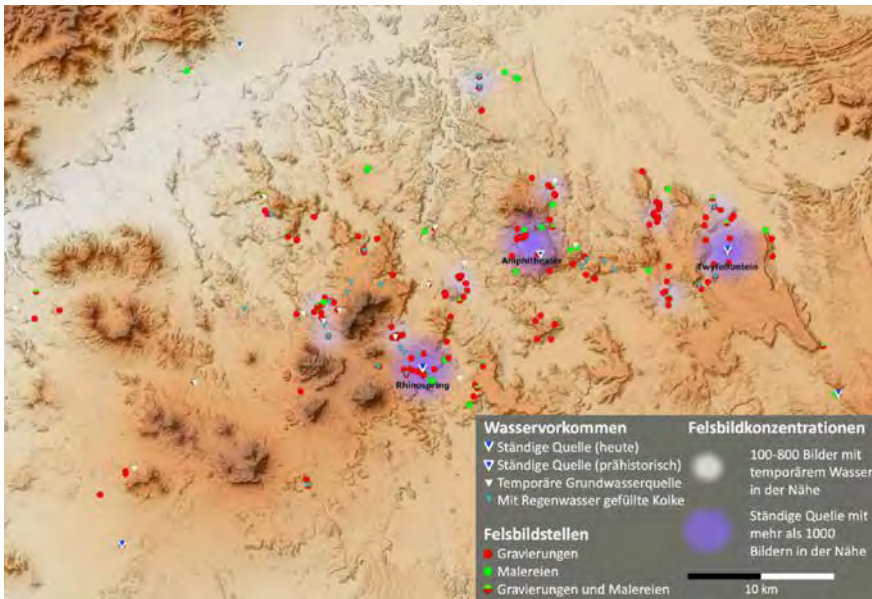 Amphitheater
Twyfelfontein
Rhinospring
Wasservorkommen
Ständige Quelle (heute)
Ständige Quelle (prähistorisch)
Temporäre Grundwasserquelle
Mit Regenwasser gefüllte Kolke
Felsbildstellen
Gravierungen
Malereien
Gravierungen und Malereien
Felsbildkonzentrationen
100-800 Bilder mit
temporärem Wasser
in der Nähe
Ständige Quelle mit
mehr als 1000
Bildern in der Nähe
10 km